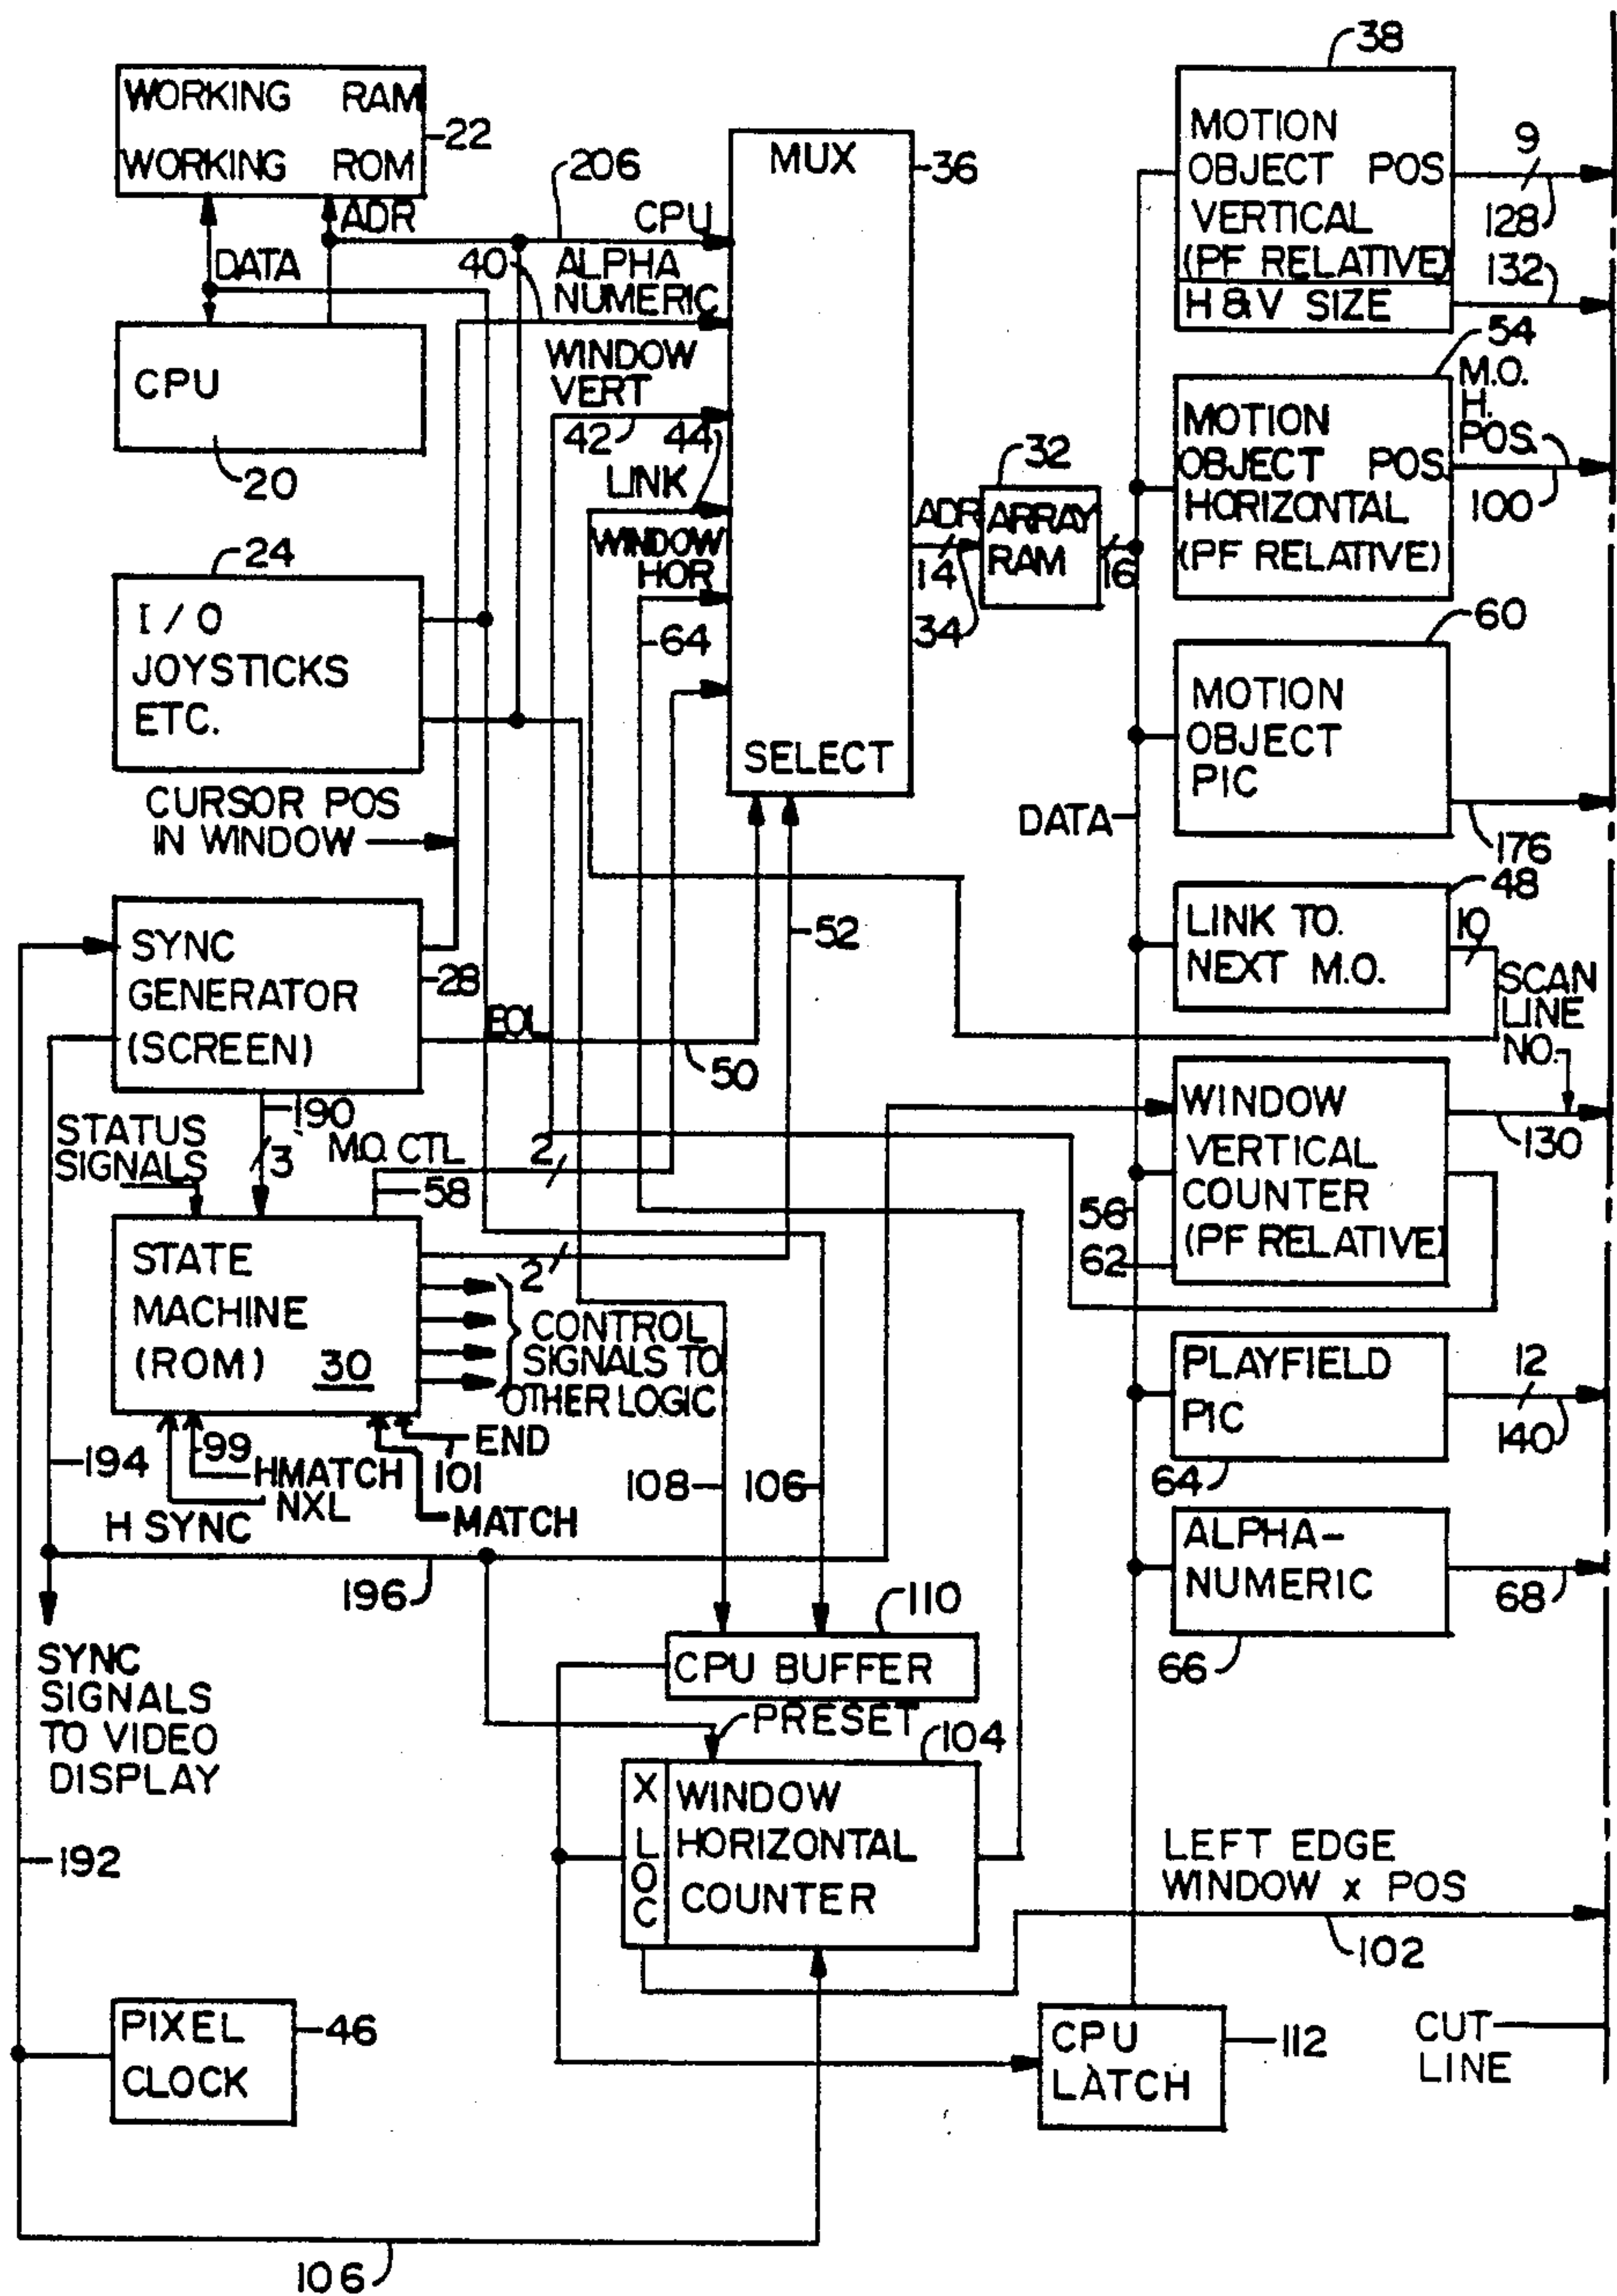 38
WORKING RAM
WORKING ROM
22
ADR
DATA
CPU
20
206
CPU
40
ALPHA
NUMERIC
WINDOW
VERT
42
44
LINK
WINDOW
HOR
64
MUX
36
SELECT
ADR
14
34
32
ARRAY
RAM
16
MOTION
OBJECT POS
VERTICAL
(PF RELATIVE)
H & V SIZE
9
128
132
54
M.O.
H.
POS.
100
MOTION
OBJECT POS.
HORIZONTAL
(PF RELATIVE)
24
I/O
JOYSTICKS
ETC.
60
MOTION
OBJECT
PIC
176
DATA
CURSOR POS
IN WINDOW
SYNC
GENERATOR
(SCREEN)
28
EOL
50
52
48
LINK TO.
NEXT M.O.
10
SCAN
LINE
NO.
190
3
STATUS
SIGNALS
M.O. CTL
2
58
WINDOW
VERTICAL
COUNTER
(PF RELATIVE)
130
56
62
STATE
MACHINE
(ROM) 30
2
CONTROL
SIGNALS TO
OTHER LOGIC
PLAYFIELD
PIC
12
140
64
194
99
HMATCH
NXL
101
END
MATCH
108
106
H SYNC
196
ALPHA-
NUMERIC
68
66
SYNC
SIGNALS
TO VIDEO
DISPLAY
110
CPU BUFFER
PRESET
104
X LOC
WINDOW
HORIZONTAL
COUNTER
LEFT EDGE
WINDOW x POS
102
192
PIXEL
CLOCK
46
CPU
LATCH
112
CUT
LINE
106